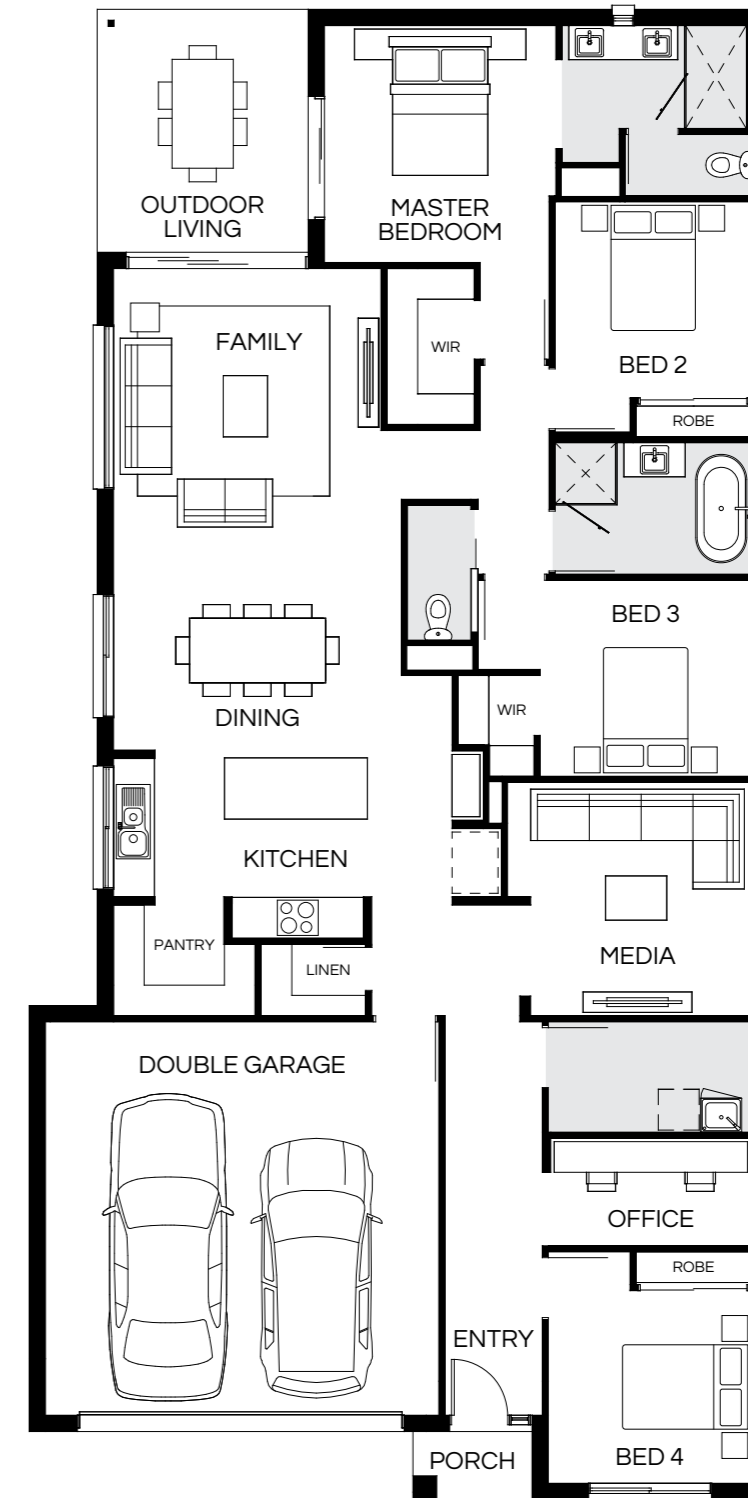 OUTDOOR
LIVING
MASTER
BEDROOM
FAMILY
WIR
BED 2
ROBE
BED 3
WIR
DINING
KITCHEN
PANTRY
LINEN
MEDIA
DOUBLE GARAGE
OFFICE
ROBE
ENTRY
BED 4
PORCH